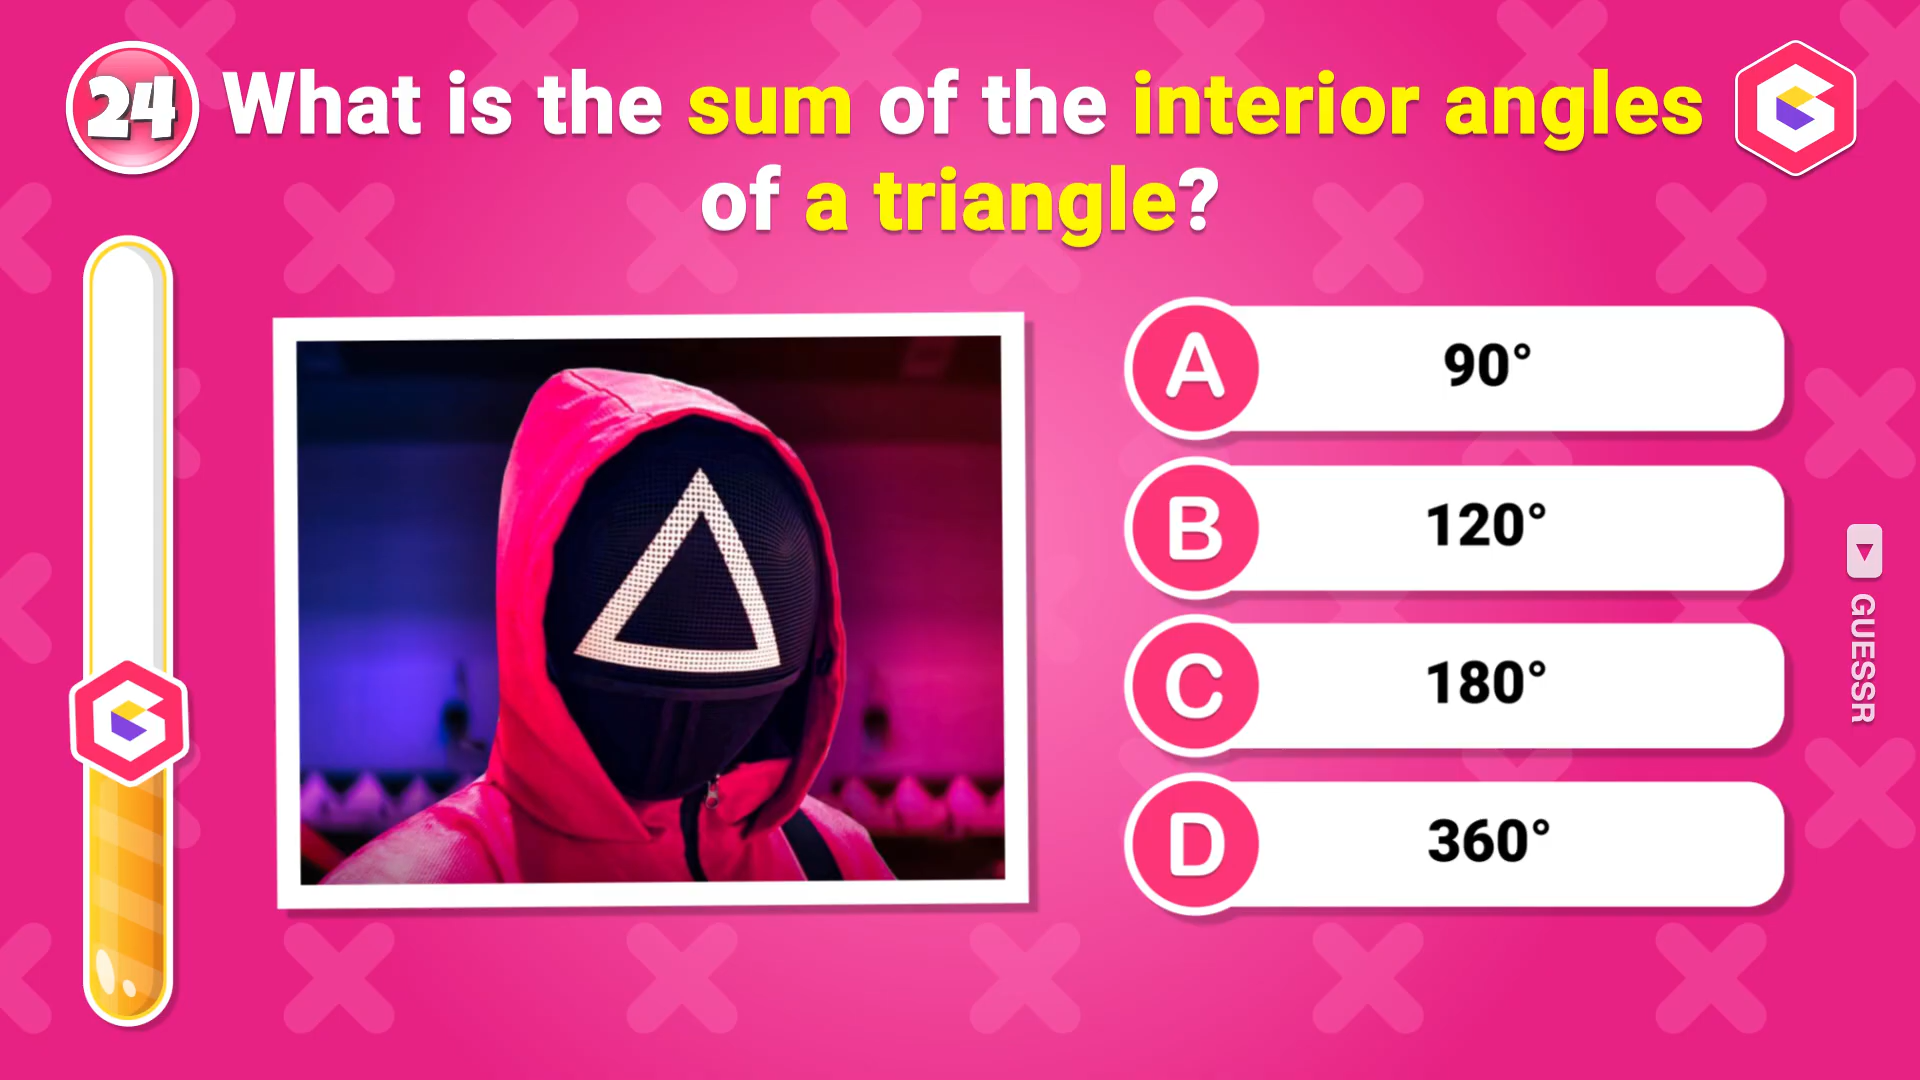 24
What is the sum of the interior angles
of a triangle?
A 90°
B 120°
C 180°
D 360°
GUESSR